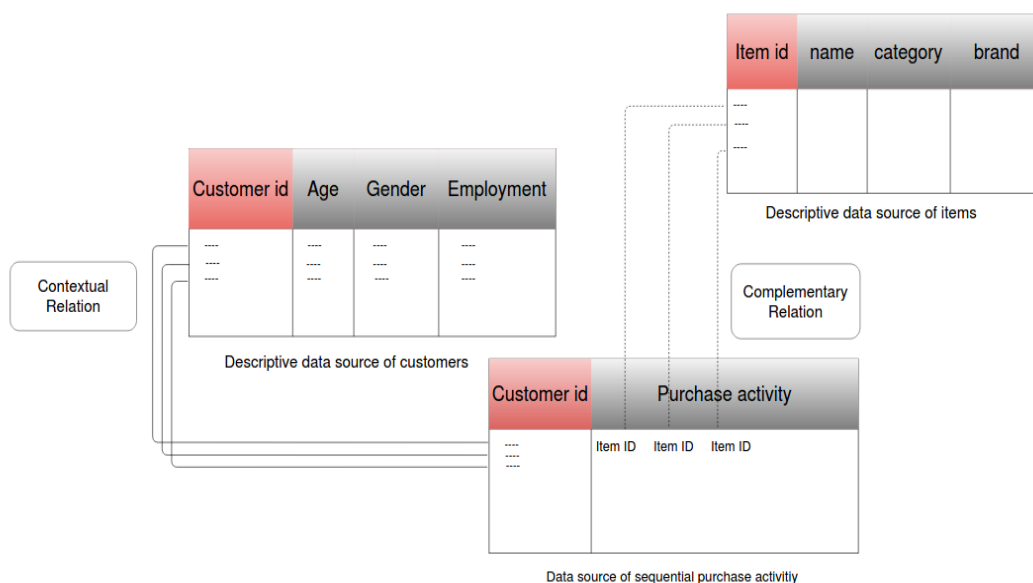 Item id name category brand
----
----
----
Descriptive data source of items
Customer id Age Gender Employment
---- ---- ---- ----
---- ---- ---- ----
---- ---- ---- ----
Descriptive data source of customers
Contextual
Relation
Complementary
Relation
Customer id Purchase activity
---- Item ID Item ID Item ID
----
----
Data source of sequential purchase activitiy